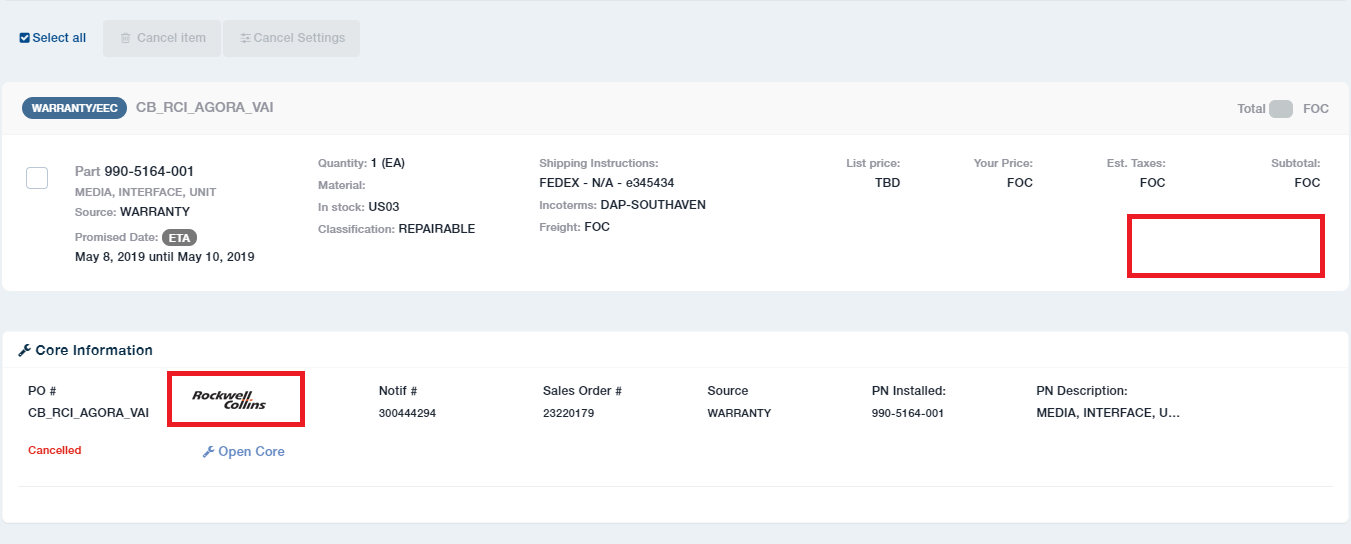 Select all Cancel item Cancel Settings
WARRANTY/EEC CB_RCI_AGORA_VAI Total FOC
Part 990-5164-001
MEDIA, INTERFACE, UNIT
Source: WARRANTY
Promised Date: ETA
May 8, 2019 until May 10, 2019
Quantity: 1 (EA)
Material:
In stock: US03
Classification: REPAIRABLE
Shipping Instructions:
FEDEX - N/A - e345434
Incoterms: DAP-SOUTHAVEN
Freight: FOC
List price:
TBD
Your Price:
FOC
Est. Taxes:
FOC
Subtotal:
FOC
Core Information
PO #
CB_RCI_AGORA_VAI
Cancelled
Rockwell
Collins
Open Core
Notif #
300444294
Sales Order #
23220179
Source
WARRANTY
PN Installed:
990-5164-001
PN Description:
MEDIA, INTERFACE, U...